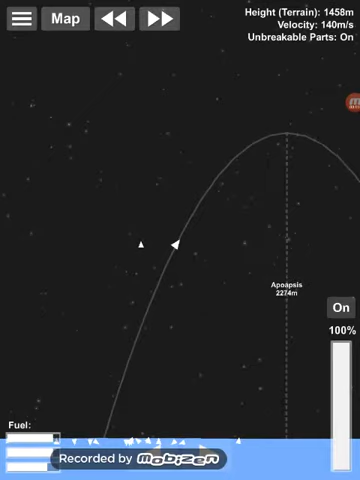 Map
Height (Terrain): 1458m
Velocity: 140m/s
Unbreakable Parts: On
Apoapsis
2274m
On
100%
Fuel:
Recorded by mobizen